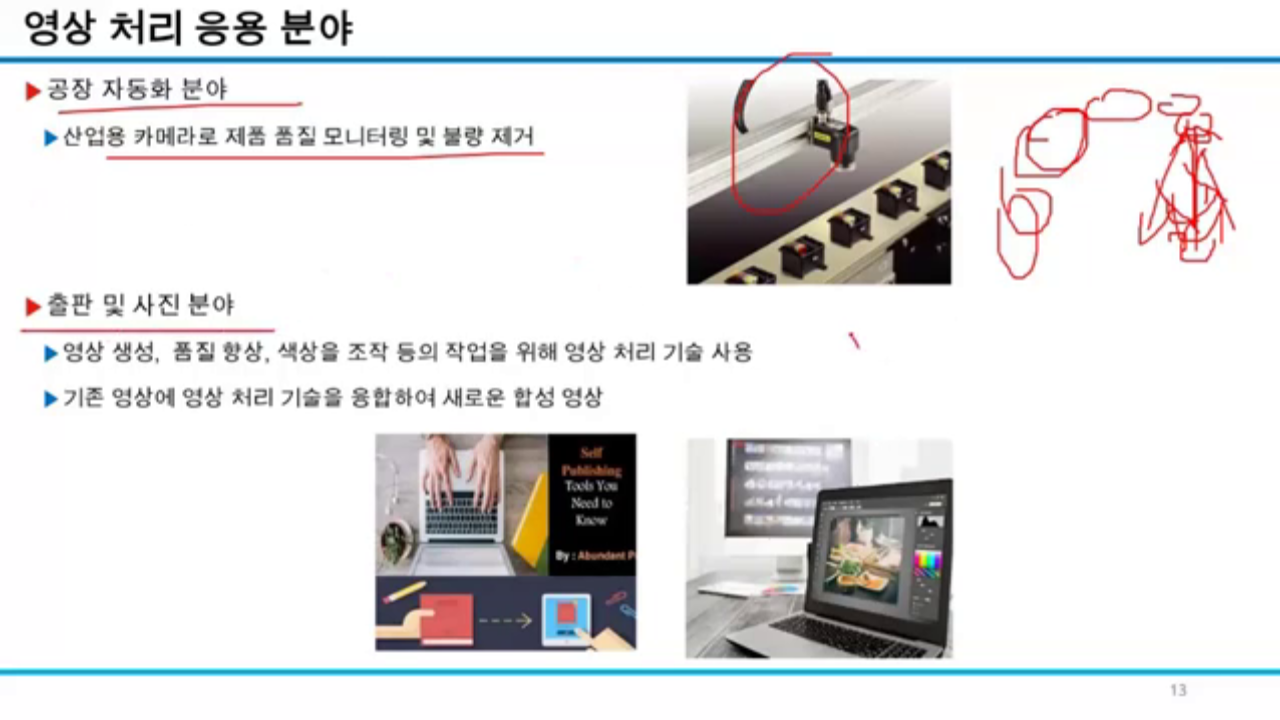 영상 처리 응용 분야
공장 자동화 분야
산업용 카메라로 제품 품질 모니터링 및 불량 제거
출판 및 사진 분야
영상 생성, 품질 향상, 색상을 조작 등의 작업을 위해 영상 처리 기술 사용
기존 영상에 영상 처리 기술을 융합하여 새로운 합성 영상
Self
Publishing
Tools You
Need to
Know
By : Abundant P
13